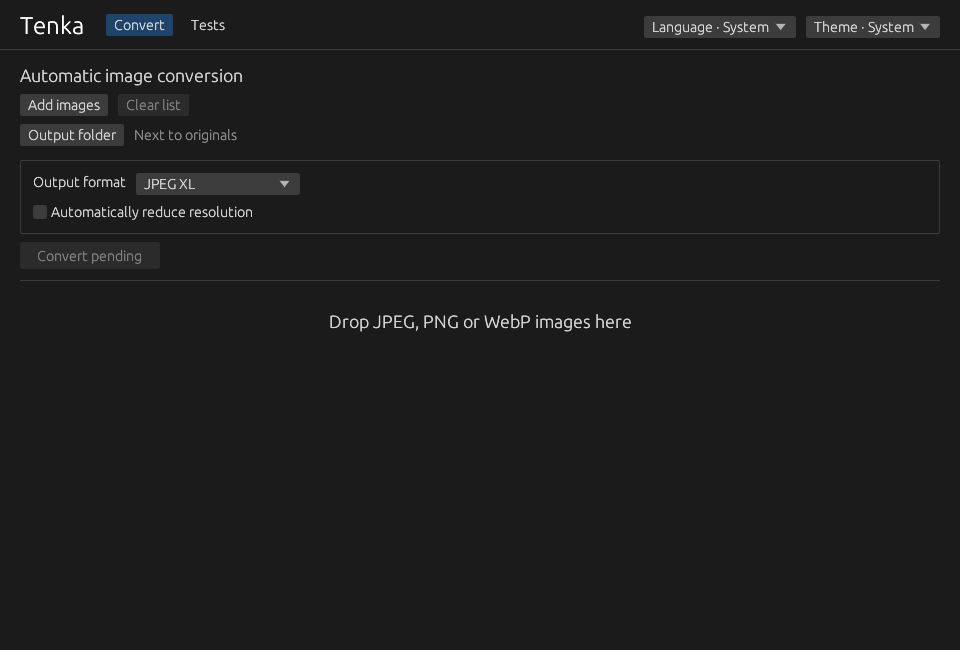 Tenka Convert Tests Language · System Theme · System
Automatic image conversion
Add images Clear list
Output folder Next to originals
Output format JPEG XL
Automatically reduce resolution
Convert pending
Drop JPEG, PNG or WebP images here